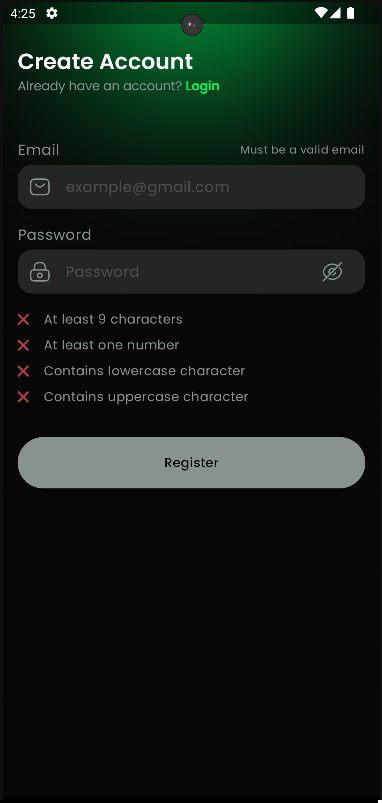 4:25
Create Account
Already have an account? Login
Email Must be a valid email
example@gmail.com
Password
Password
At least 9 characters
At least one number
Contains lowercase character
Contains uppercase character
Register